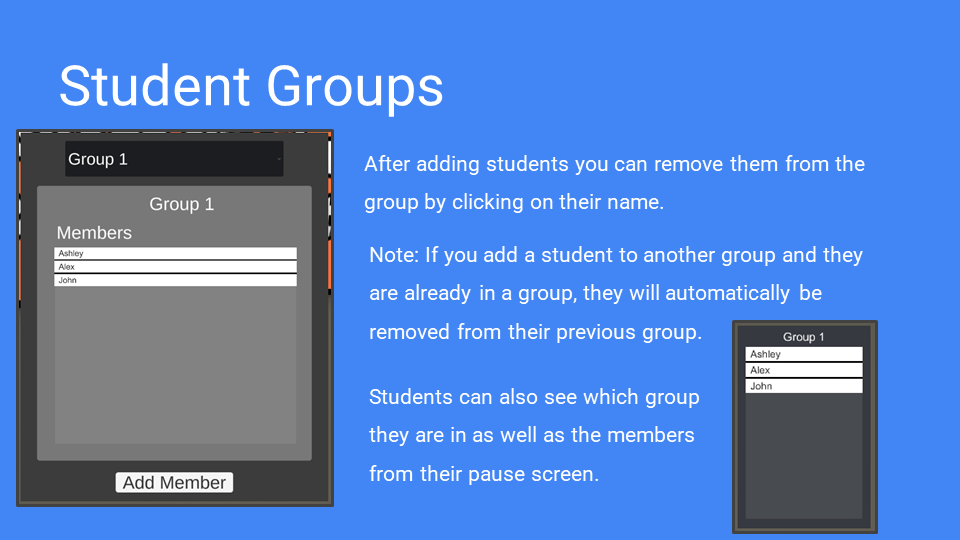 Student Groups
Group 1
Group 1
Members
Ashley
Alex
John
Add Member
After adding students you can remove them from the
group by clicking on their name.
Note: If you add a student to another group and they
are already in a group, they will automatically be
removed from their previous group.
Students can also see which group
they are in as well as the members
from their pause screen.
Group 1
Ashley
Alex
John